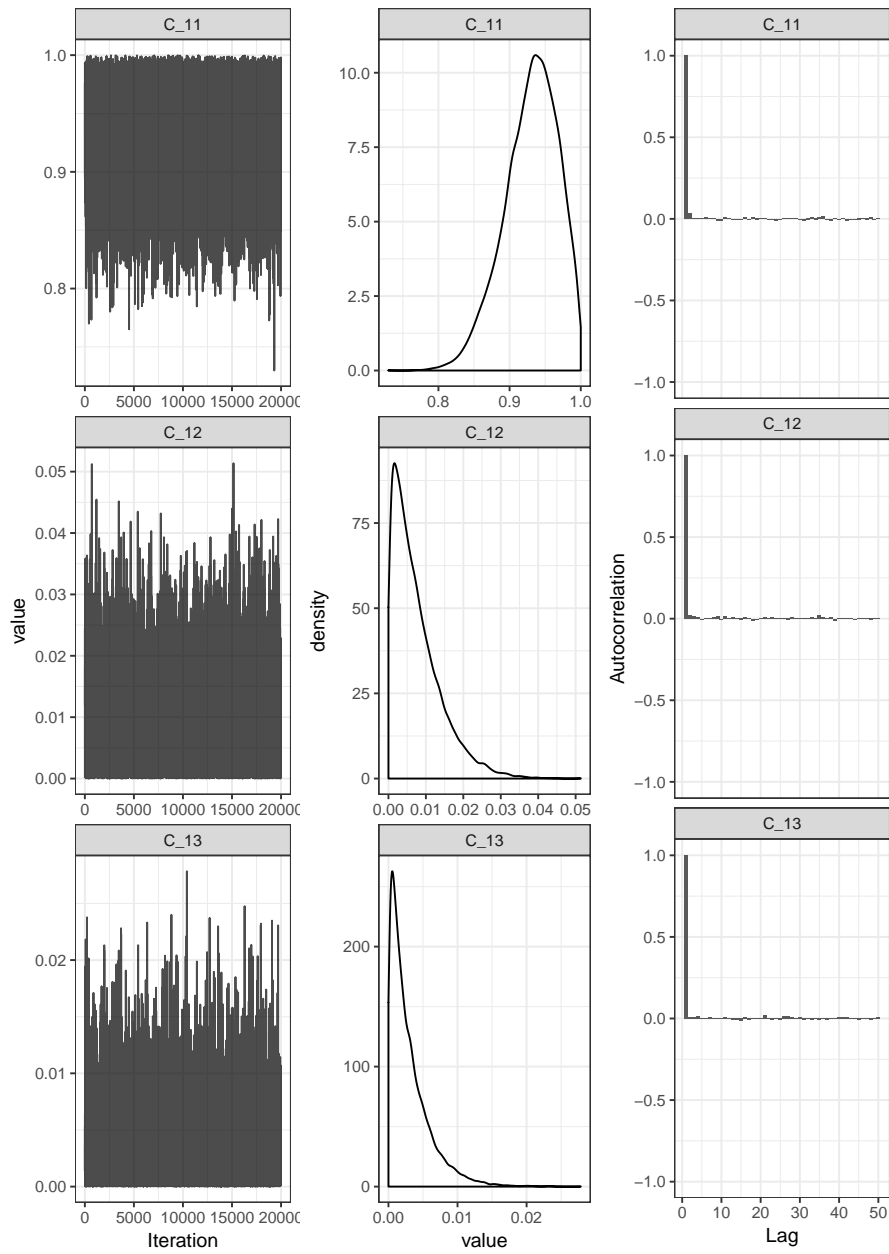 C_11
C_11
C_11
1.0
0.9
0.8
0 5000 10000 15000 20000
10.0
7.5
5.0
2.5
0.0
0.8 0.9 1.0
1.0
0.5
0.0
−0.5
−1.0
C_12
C_12
C_12
value
0.05
0.04
0.03
0.02
0.01
0.00
0 5000 10000 15000 20000
density
75
50
25
0
0.00 0.01 0.02 0.03 0.04 0.05
Autocorrelation
1.0
0.5
0.0
−0.5
−1.0
C_13
C_13
C_13
0.02
0.01
0.00
0 5000 10000 15000 20000
Iteration
200
100
0
0.00 0.01 0.02
value
1.0
0.5
0.0
−0.5
−1.0
0 10 20 30 40 50
Lag